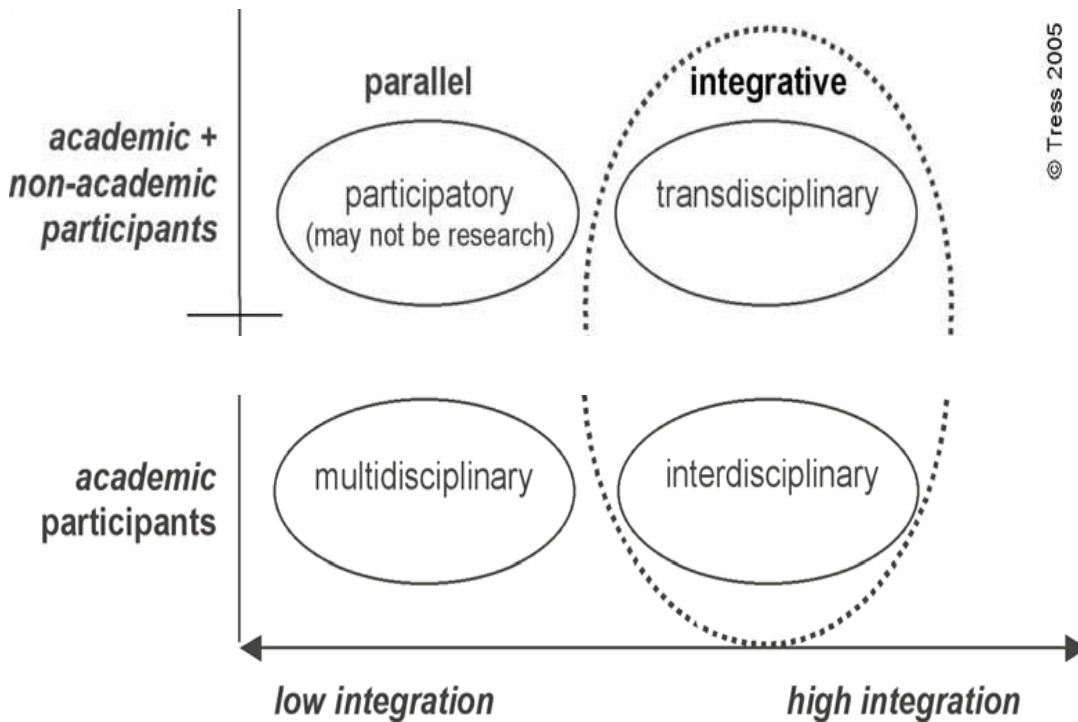 © Tress 2005
parallel
integrative
academic +
non-academic
participants
participatory
(may not be research)
transdisciplinary
academic
participants
multidisciplinary
interdisciplinary
low integration
high integration